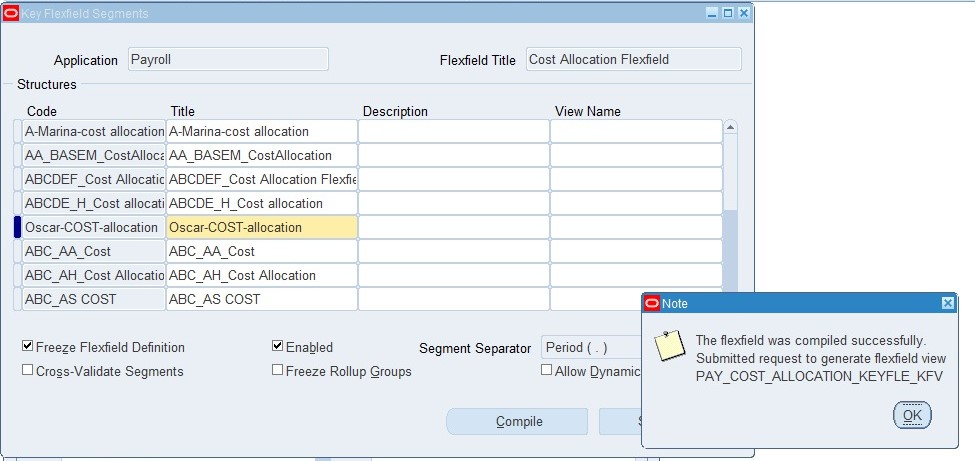 Key Flexfield Segments
Application Payroll Flexfield Title Cost Allocation Flexfield
Structures
Code Title Description View Name
A-Marina-cost allocation A-Marina-cost allocation
AA_BASEM_CostAlloca AA_BASEM_CostAllocation
ABCDEF_Cost Allocatic ABCDEF_Cost Allocation Flexfie
ABCDE_H_Cost allocati ABCDE_H_Cost allocation
Oscar-COST-allocation Oscar-COST-allocation
ABC_AA_Cost ABC_AA_Cost
ABC_AH_Cost Allocatio ABC_AH_Cost Allocation
ABC_AS COST ABC_AS COST
Freeze Flexfield Definition Enabled Segment Separator Period ( . )
Cross-Validate Segments Freeze Rollup Groups Allow Dynamic
Compile
Note
The flexfield was compiled successfully.
Submitted request to generate flexfield view
PAY_COST_ALLOCATION_KEYFLE_KFV
OK